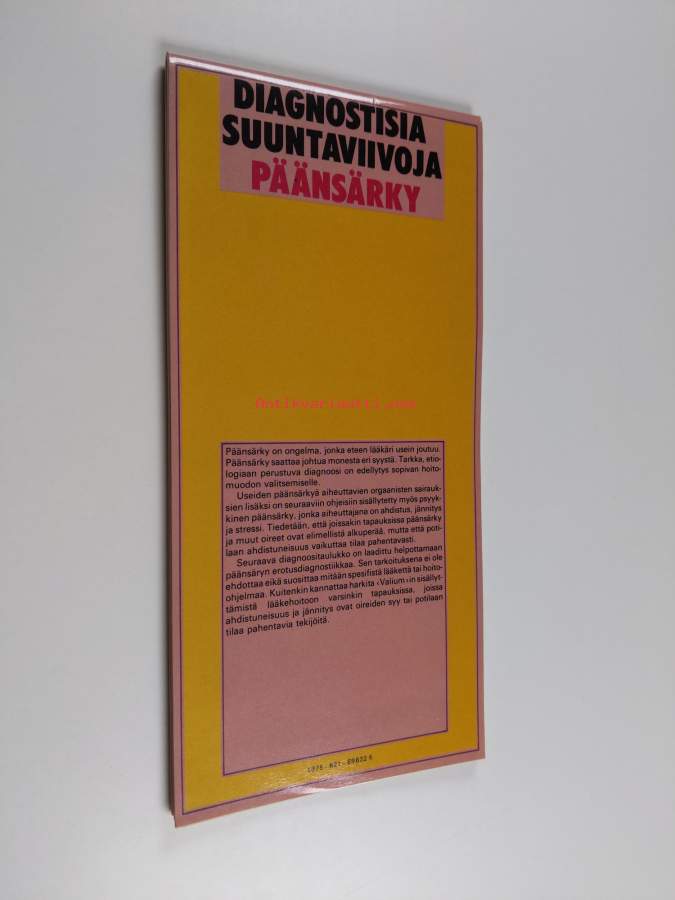 DIAGNOSTISIA
SUUNTAVIIVOJA
PÄÄNSÄRKY
Antikvariaatti.com
Päänsärky on ongelma, jonka eteen lääkäri usein joutuu.
Päänsärky saattaa johtua monesta eri syystä. Tarkka, etio-
logiaan perustuva diagnoosi on edellytys sopivan hoito-
muodon valitsemiselle.
Useiden päänsärkyä aiheuttavien orgaanisten sairauk-
sien lisäksi on seuraaviin ohjeisiin sisällytetty myös psyyk-
kinen päänsärky, jonka aiheuttajana on ahdistus, jännitys
ja stressi. Tiedetään, että joissakin tapauksissa päänsärky
ja muut oireet ovat elimellistä alkuperää, mutta että poti-
laan ahdistuneisuus vaikuttaa tilaa pahentavasti.
Seuraava diagnoositaulukko on laadittu helpottamaan
päänsäryn erotusdiagnostiikkaa. Sen tarkoituksena ei ole
ehdottaa eikä suosittaa mitään spesifistä lääkettä tai hoito-
ohjelmaa. Kuitenkin kannattaa harkita ‹Valium›in sisällyt-
tämistä lääkehoitoon varsinkin tapauksissa, joissa
ahdistuneisuus ja jännitys ovat oireiden syy tai potilaan
tilaa pahentavia tekijöitä.